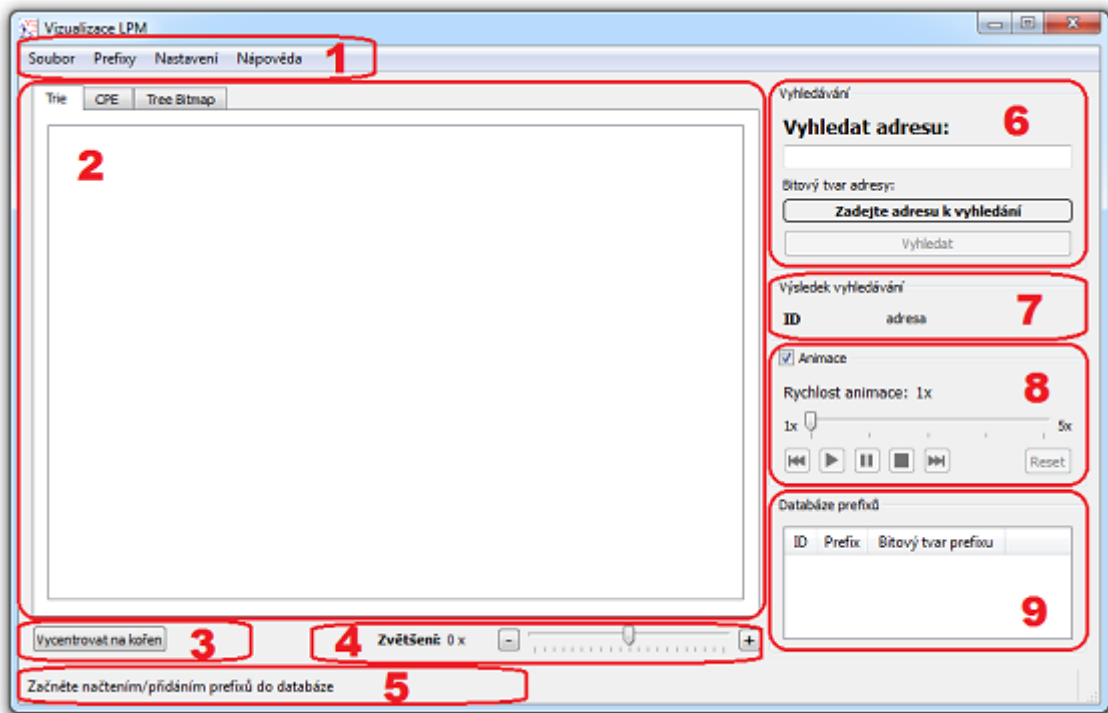 Vizualizace LPM
Soubor Prefixy Nastavení Nápověda 1
Trie CPE Tree Bitmap
2
Vyhledávání
Vyhledat adresu: 6
Bitový tvar adresy:
Zadejte adresu k vyhledání
Vyhledat
Výsledek vyhledávání
ID adresa 7
Animace
Rychlost animace: 1x 8
1x 5x
Reset
Databáze prefixů
ID Prefix Bitový tvar prefixu
9
Vycentrovat na kořen 3
4 Zvětšení: 0 x - +
Začněte načtením/přidáním prefixů do databáze 5